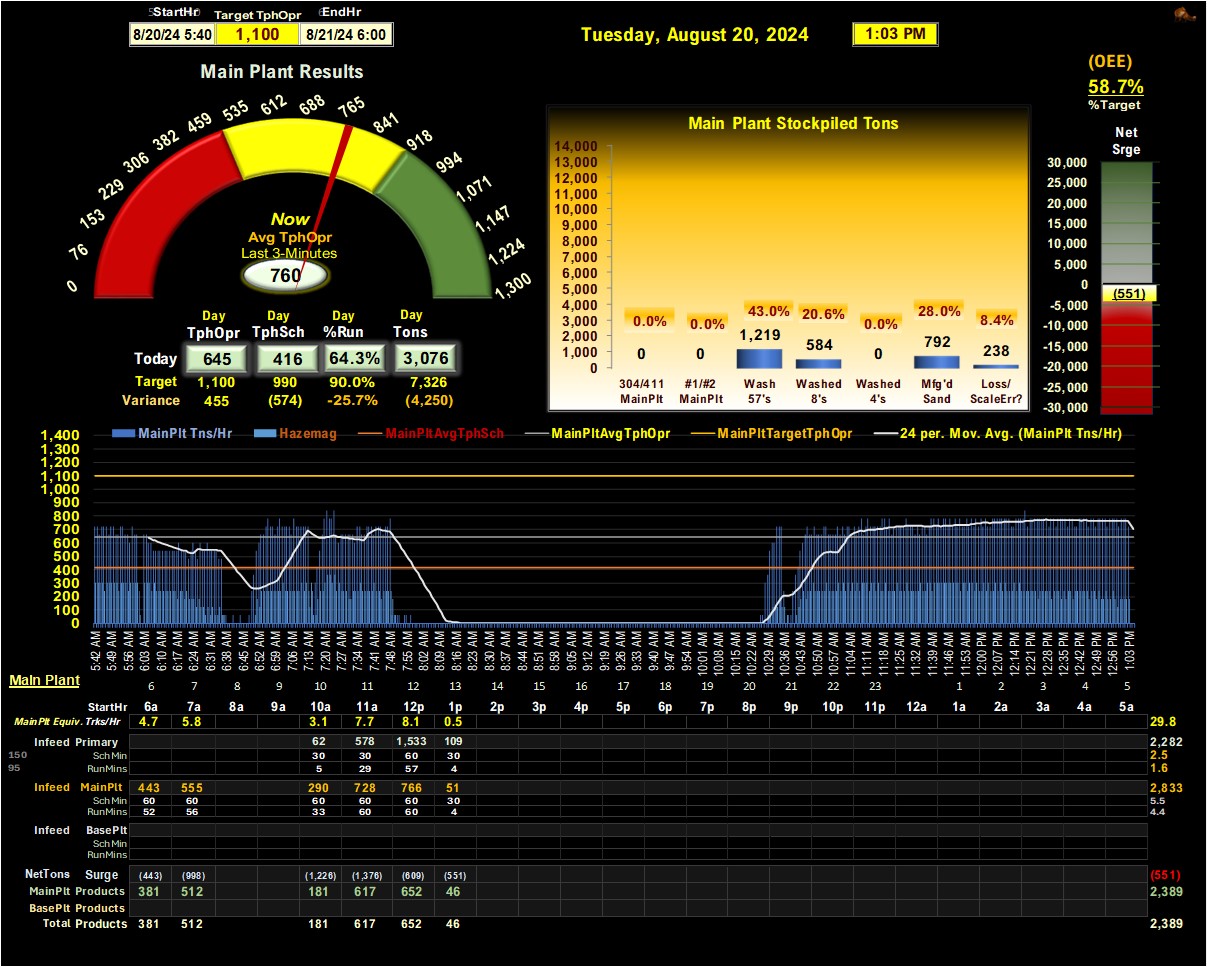 StartHr Target TphOpr EndHr
8/20/24 5:40 1,100 8/21/24 6:00
Tuesday, August 20, 2024 1:03 PM
(OEE)
58.7%
%Target
Main Plant Results
0 76 153 229 306 382 459 535 612 688 765 841 918 994 1,071 1,147 1,224 1,300
Now
Avg TphOpr
Last 3-Minutes
760
Day Day Day Day
TphOpr TphSch %Run Tons
Today 645 416 64.3% 3,076
Target 1,100 990 90.0% 7,326
Variance 455 (574) -25.7% (4,250)
Main Plant Stockpiled Tons
14,000
13,000
12,000
11,000
10,000
9,000
8,000
7,000
6,000
5,000
4,000
3,000
2,000
1,000
0
0.0% 0.0% 43.0% 20.6% 0.0% 28.0% 8.4%
0 0 1,219 584 0 792 238
304/411 #1/#2 Wash Washed Washed Mfg'd Loss/
MainPlt MainPlt 57's 8's 4's Sand ScaleErr?
Net
Srge
30,000
25,000
20,000
15,000
10,000
5,000
0
(551)
-5,000
-10,000
-15,000
-20,000
-25,000
-30,000
MainPlt Tns/Hr Hazemag MainPltAvgTphSch MainPltAvgTphOpr MainPltTargetTphOpr 24 per. Mov. Avg. (MainPlt Tns/Hr)
1,400
1,300
1,200
1,100
1,000
900
800
700
600
500
400
300
200
100
0
5:42 AM 5:49 AM 5:56 AM 6:03 AM 6:10 AM 6:17 AM 6:24 AM 6:31 AM 6:38 AM 6:45 AM 6:52 AM 6:59 AM 7:06 AM 7:13 AM 7:20 AM 7:27 AM 7:34 AM 7:41 AM 7:48 AM 7:55 AM 8:02 AM 8:09 AM 8:16 AM 8:23 AM 8:30 AM 8:37 AM 8:44 AM 8:51 AM 8:58 AM 9:05 AM 9:12 AM 9:19 AM 9:26 AM 9:33 AM 9:40 AM 9:47 AM 9:54 AM 10:01 AM 10:08 AM 10:15 AM 10:22 AM 10:29 AM 10:36 AM 10:43 AM 10:50 AM 10:57 AM 11:04 AM 11:11 AM 11:18 AM 11:25 AM 11:32 AM 11:39 AM 11:46 AM 11:53 AM 12:00 PM 12:07 PM 12:14 PM 12:21 PM 12:28 PM 12:35 PM 12:42 PM 12:49 PM 12:56 PM 1:03 PM
Main Plant 6 7 8 9 10 11 12 13 14 15 16 17 18 19 20 21 22 23 1 2 3 4 5
StartHr 6a 7a 8a 9a 10a 11a 12p 1p 2p 3p 4p 5p 6p 7p 8p 9p 10p 11p 12a 1a 2a 3a 4a 5a
MainPlt Equiv. Trks/Hr 4.7 5.8 3.1 7.7 8.1 0.5 29.8
Infeed Primary 62 578 1,533 109 2,282
150 Sch Min 30 30 60 30 2.5
95 RunMins 5 29 57 4 1.6
Infeed MainPlt 443 555 290 728 766 51 2,833
Sch Min 60 60 60 60 60 30 5.5
RunMins 52 56 33 60 60 4 4.4
Infeed BasePlt
Sch Min
RunMins
NetTons Surge (443) (998) (1,226) (1,376) (609) (551) (551)
MainPlt Products 381 512 181 617 652 46 2,389
BasePlt Products
Total Products 381 512 181 617 652 46 2,389